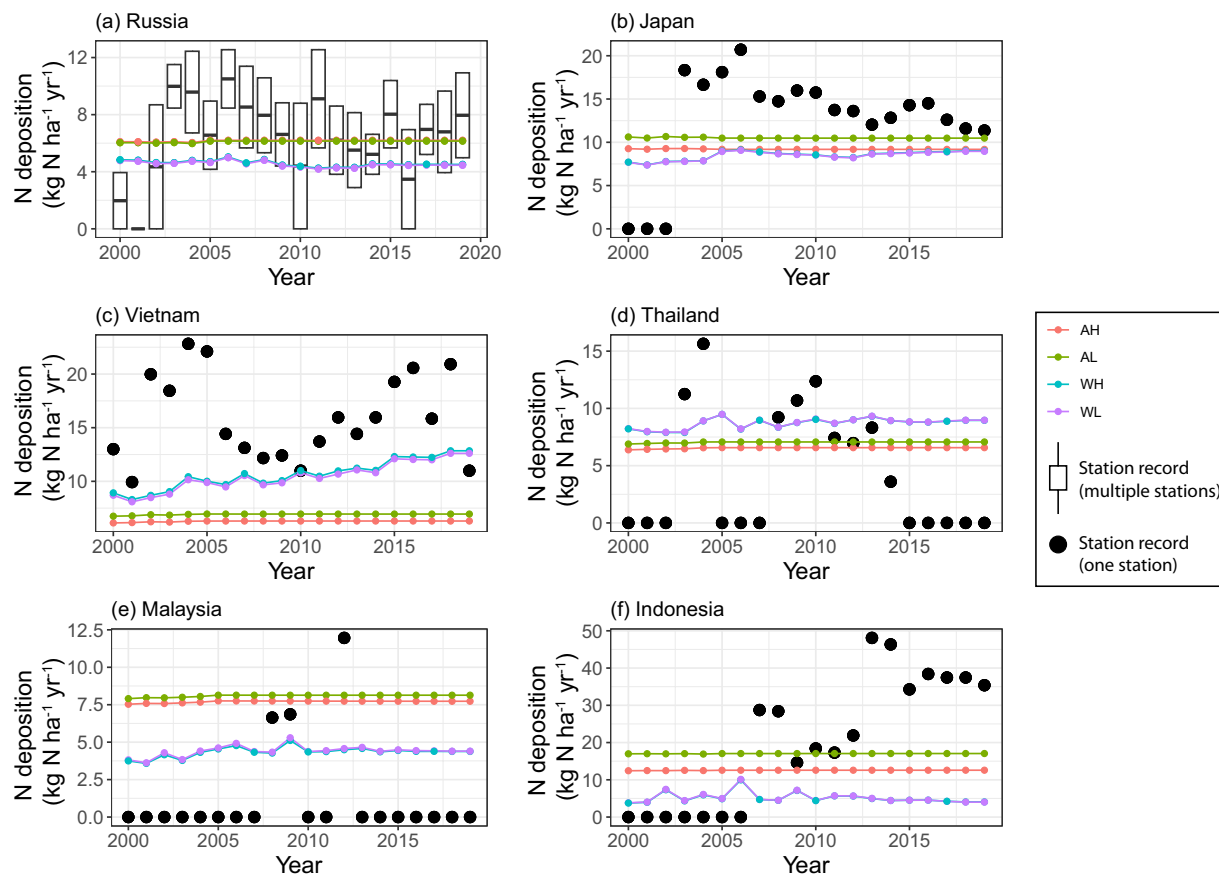 (a) Russia
12
8
4
0
N deposition
(kg N ha⁻¹ yr⁻¹)
2000 2005 2010 2015 2020
Year
(b) Japan
20
15
10
5
0
N deposition
(kg N ha⁻¹ yr⁻¹)
2000 2005 2010 2015
Year
(c) Vietnam
20
15
10
N deposition
(kg N ha⁻¹ yr⁻¹)
2000 2005 2010 2015
Year
(d) Thailand
15
10
5
0
N deposition
(kg N ha⁻¹ yr⁻¹)
2000 2005 2010 2015
Year
AH
AL
WH
WL
Station record
(multiple stations)
Station record
(one station)
(e) Malaysia
12.5
10.0
7.5
5.0
2.5
0.0
N deposition
(kg N ha⁻¹ yr⁻¹)
2000 2005 2010 2015
Year
(f) Indonesia
50
40
30
20
10
0
N deposition
(kg N ha⁻¹ yr⁻¹)
2000 2005 2010 2015
Year